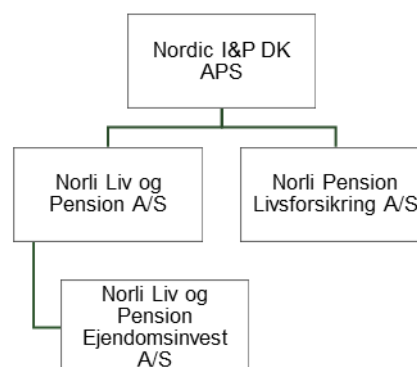 Nordic I&P DK
APS
Norli Liv og
Pension A/S
Norli Pension
Livsforsikring A/S
Norli Liv og
Pension
Ejendomsinvest
A/S